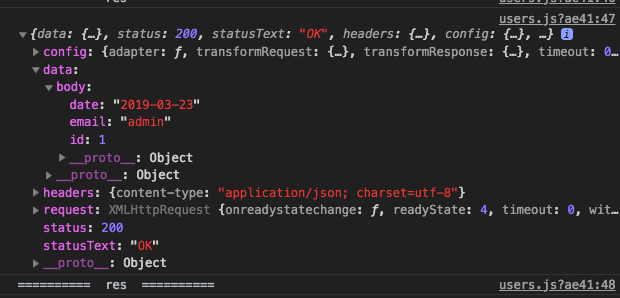 res users.js?ae41:46
users.js?ae41:47
{data: {…}, status: 200, statusText: "OK", headers: {…}, config: {…}, …} i
config: {adapter: ƒ, transformRequest: {…}, transformResponse: {…}, timeout: 0…
data:
body:
date: "2019-03-23"
email: "admin"
id: 1
__proto__: Object
__proto__: Object
headers: {content-type: "application/json; charset=utf-8"}
request: XMLHttpRequest {onreadystatechange: ƒ, readyState: 4, timeout: 0, wit…
status: 200
statusText: "OK"
__proto__: Object
========== res ========== users.js?ae41:48